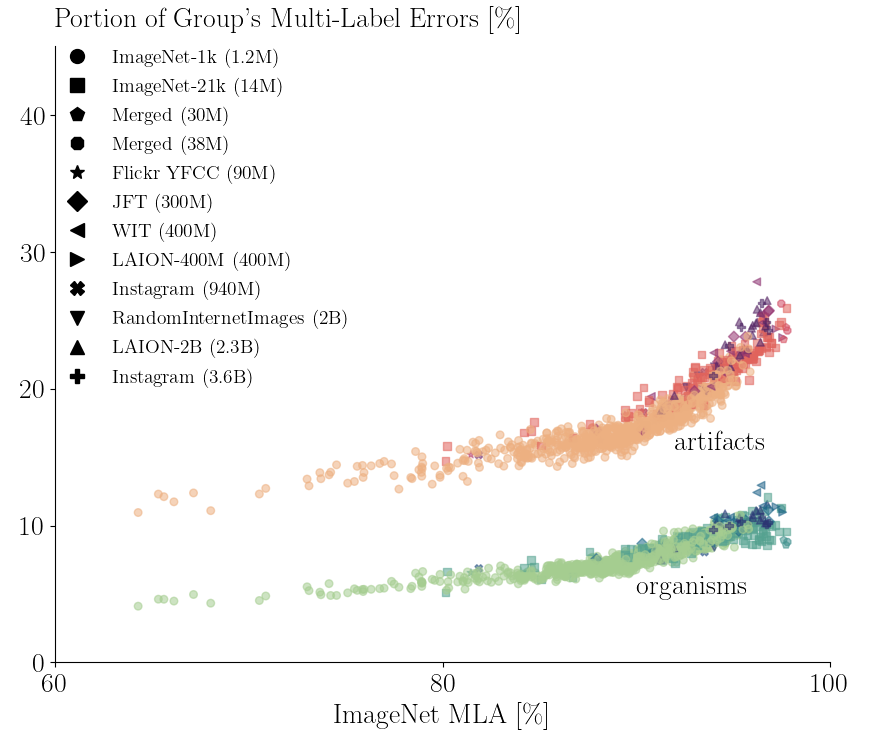 Portion of Group's Multi-Label Errors [%]
ImageNet-1k (1.2M)
ImageNet-21k (14M)
Merged (30M)
Merged (38M)
Flickr YFCC (90M)
JFT (300M)
WIT (400M)
LAION-400M (400M)
Instagram (940M)
RandomInternetImages (2B)
LAION-2B (2.3B)
Instagram (3.6B)
40
30
20
10
0
artifacts
organisms
60 80 100
ImageNet MLA [%]